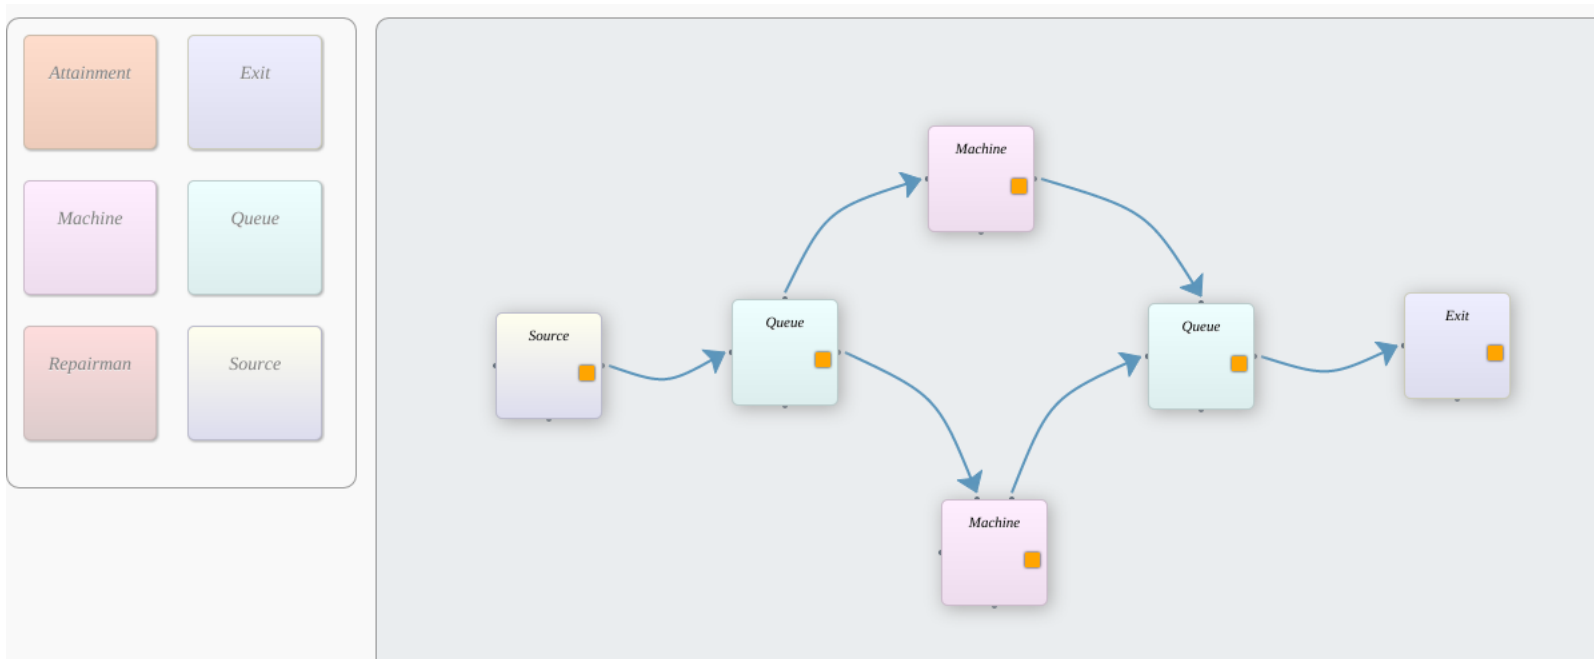 Attainment
Exit
Machine
Queue
Repairman
Source
Machine
Source
Queue
Queue
Exit
Machine